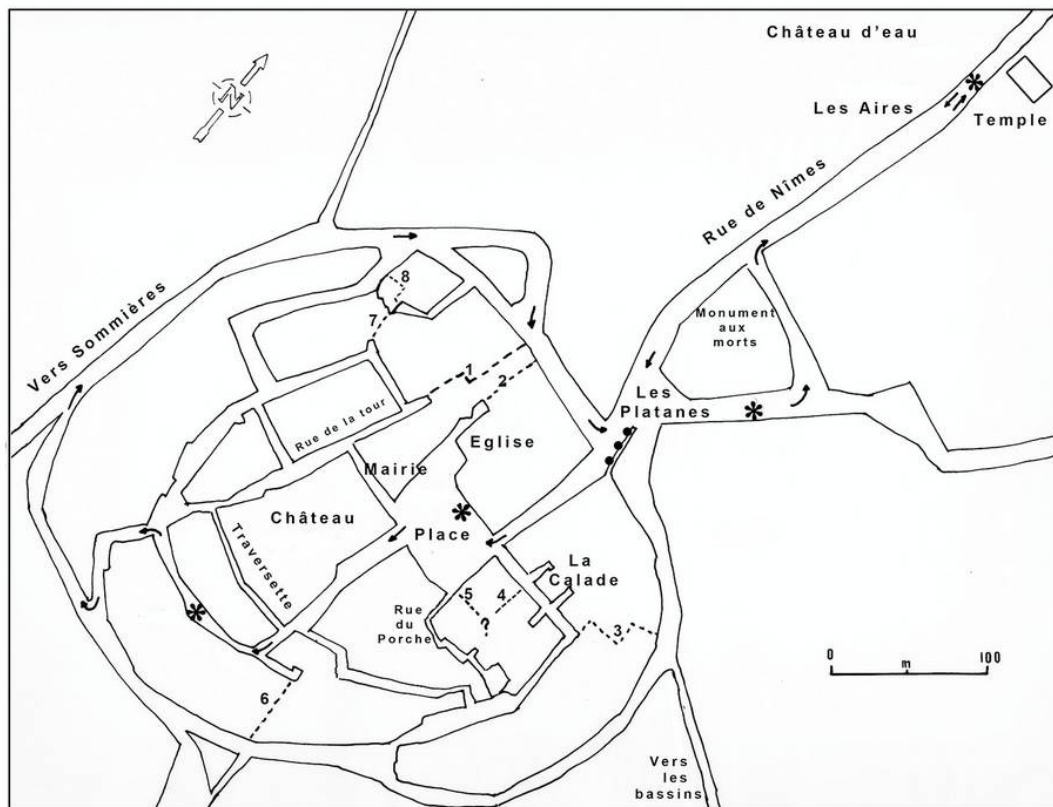 Château d'eau
Les Aires
Temple
N
Rue de Nîmes
Vers Sommières
Monument
aux
morts
8
7
1
2
Les
Platanes
Rue de la tour
Eglise
Mairie
Château
Place
La
Calade
Traversette
5
4
Rue
du
Porche
?
3
6
0
100
m
Vers
les
bassins